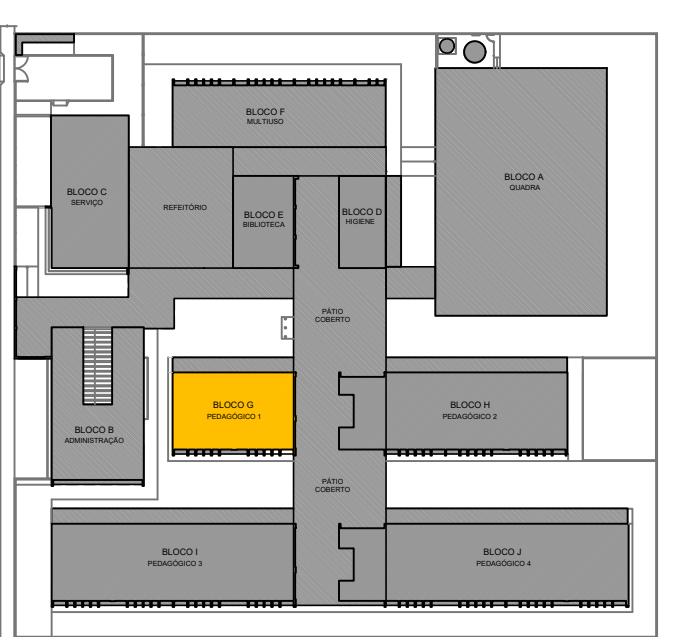 BLOCO F
MULTIUSO
BLOCO A
QUADRA
BLOCO C
SERVIÇO
REFEITÓRIO
BLOCO E
BIBLIOTECA
BLOCO D
HIGIENE
PÁTIO
COBERTO
BLOCO G
PEDAGÓGICO 1
BLOCO H
PEDAGÓGICO 2
BLOCO B
ADMINISTRAÇÃO
PÁTIO
COBERTO
BLOCO I
PEDAGÓGICO 3
BLOCO J
PEDAGÓGICO 4